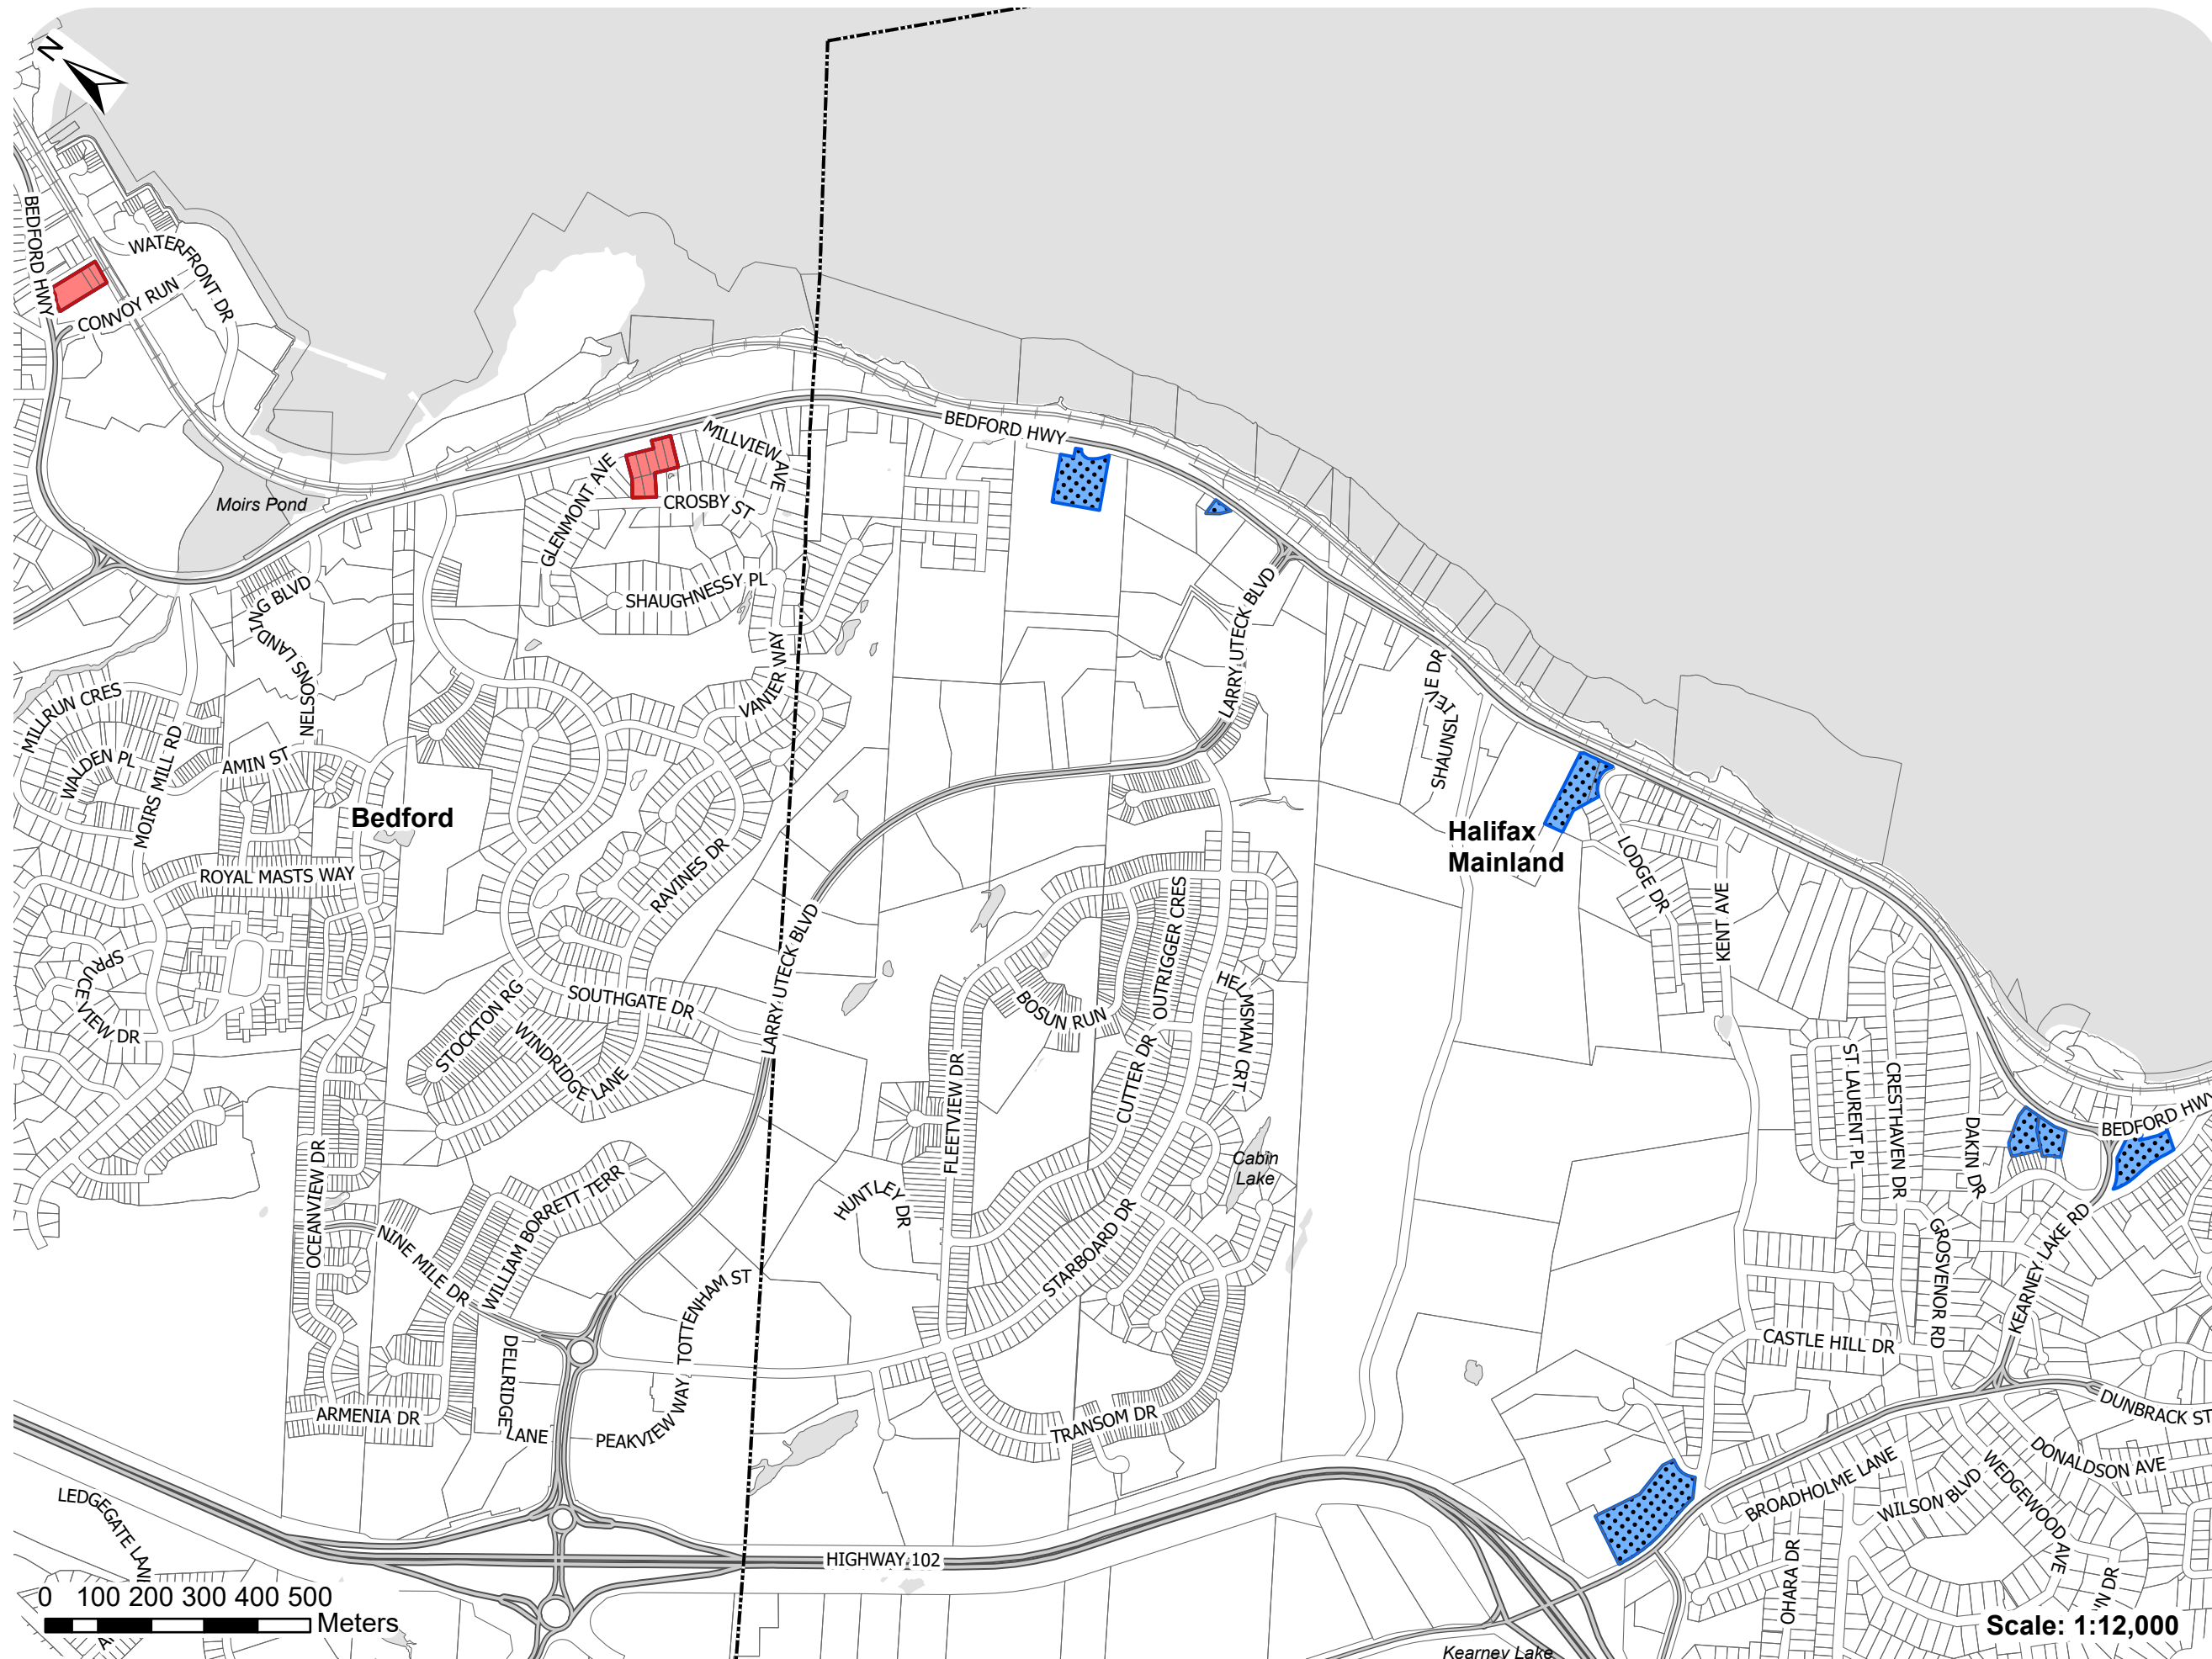 N
BEDFORD HWY
WATERFRONT DR
CONVOY RUN
BEDFORD HWY
MILLVIEW AVE
GLENMONT AVE
CROSBY ST
Moirs Pond
SHAUGHNESSY PL
NELSONS LANDING BLVD
LARRY UTECK BLVD
VANIER WAY
SHAUNSLIEVE DR
MILLRUN CRES
WALDEN PL
MOIRS MILL RD
AMIN ST
Bedford
Halifax
Mainland
LODGE DR
ROYAL MASTS WAY
RAVINES DR
KENT AVE
OUTRIGGER CRES
LARRY UTECK BLVD
SPRUCEVIEW DR
STOCKTON RG
SOUTHGATE DR
WINDRIDGE LANE
BOSUN RUN
HELMSMAN CRT
CUTTER DR
FLEETVIEW DR
ST LAURENT PL
CRESTHAVEN DR
DAKIN DR
BEDFORD HWY
OCEANVIEW DR
Cabin
Lake
NINE MILE DR
WILLIAM BORRETT TERR
HUNTLEY DR
STARBOARD DR
GROSVENOR RD
KEARNEY LAKE RD
TOTTENHAM ST
CASTLE HILL DR
DELLRIDGE LANE
PEAKVIEW WAY
ARMENIA DR
TRANSOM DR
DUNBRACK ST
DONALDSON AVE
WEDGEWOOD AVE
BROADHOLME LANE
WILSON BLVD
LEDGEGATE LAN
HIGHWAY 102
OHARA DR
N DR
0 100 200 300 400 500
Meters
Scale: 1:12,000
Kearney Lake